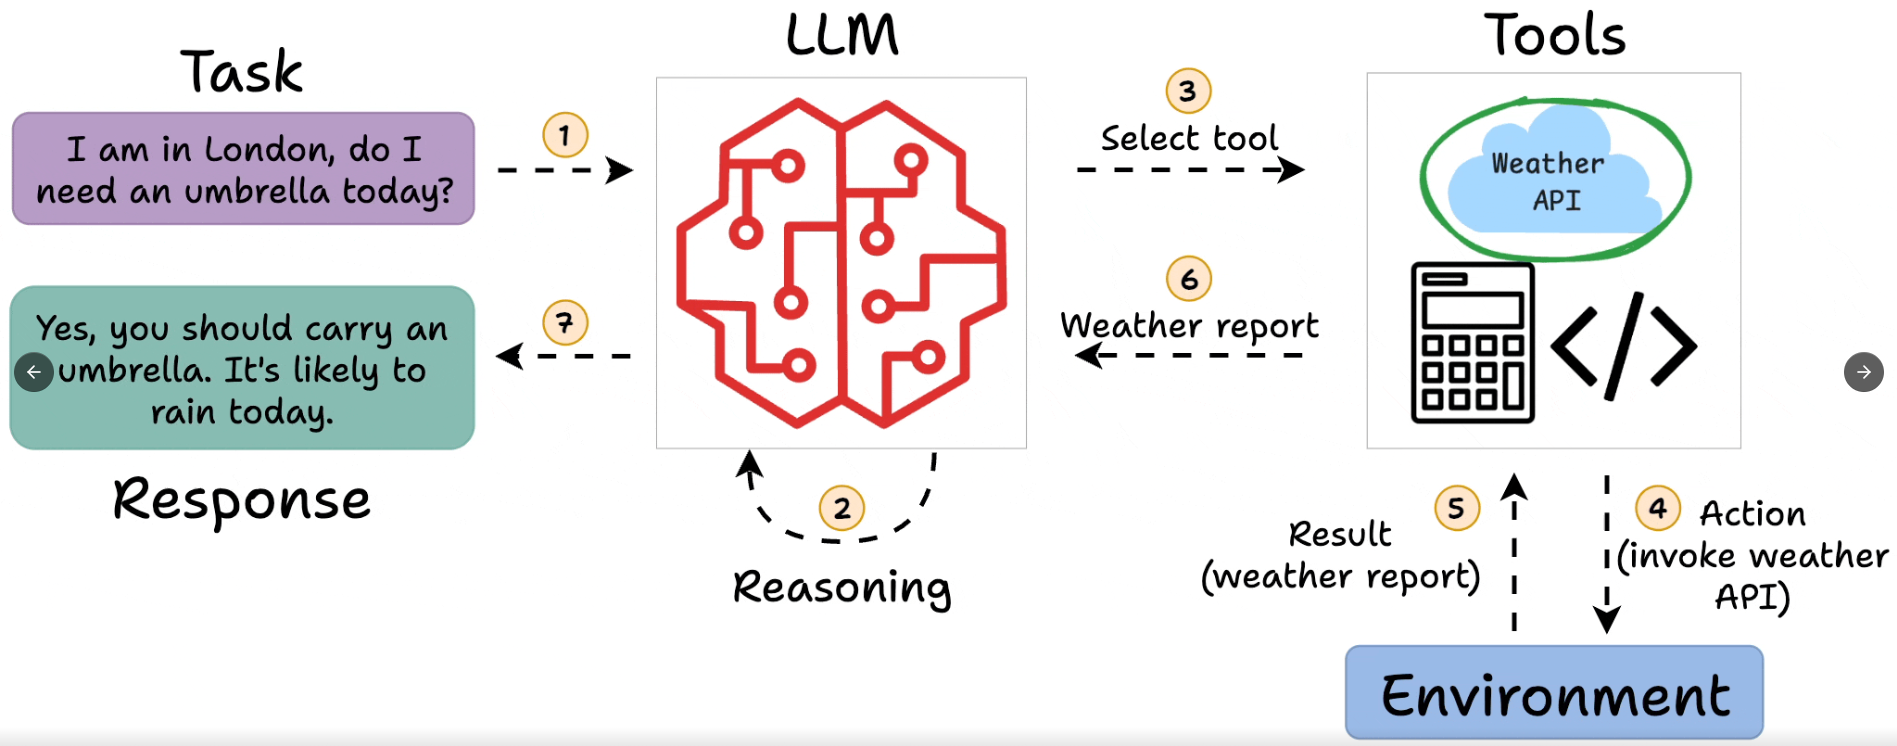 Task
I am in London, do I
need an umbrella today?
1
LLM
3
Select tool
Tools
Weather
API
6
Weather report
7
Yes, you should carry an
umbrella. It's likely to
rain today.
Response
2
Reasoning
5
Result
(weather report)
4
Action
(invoke weather
API)
Environment